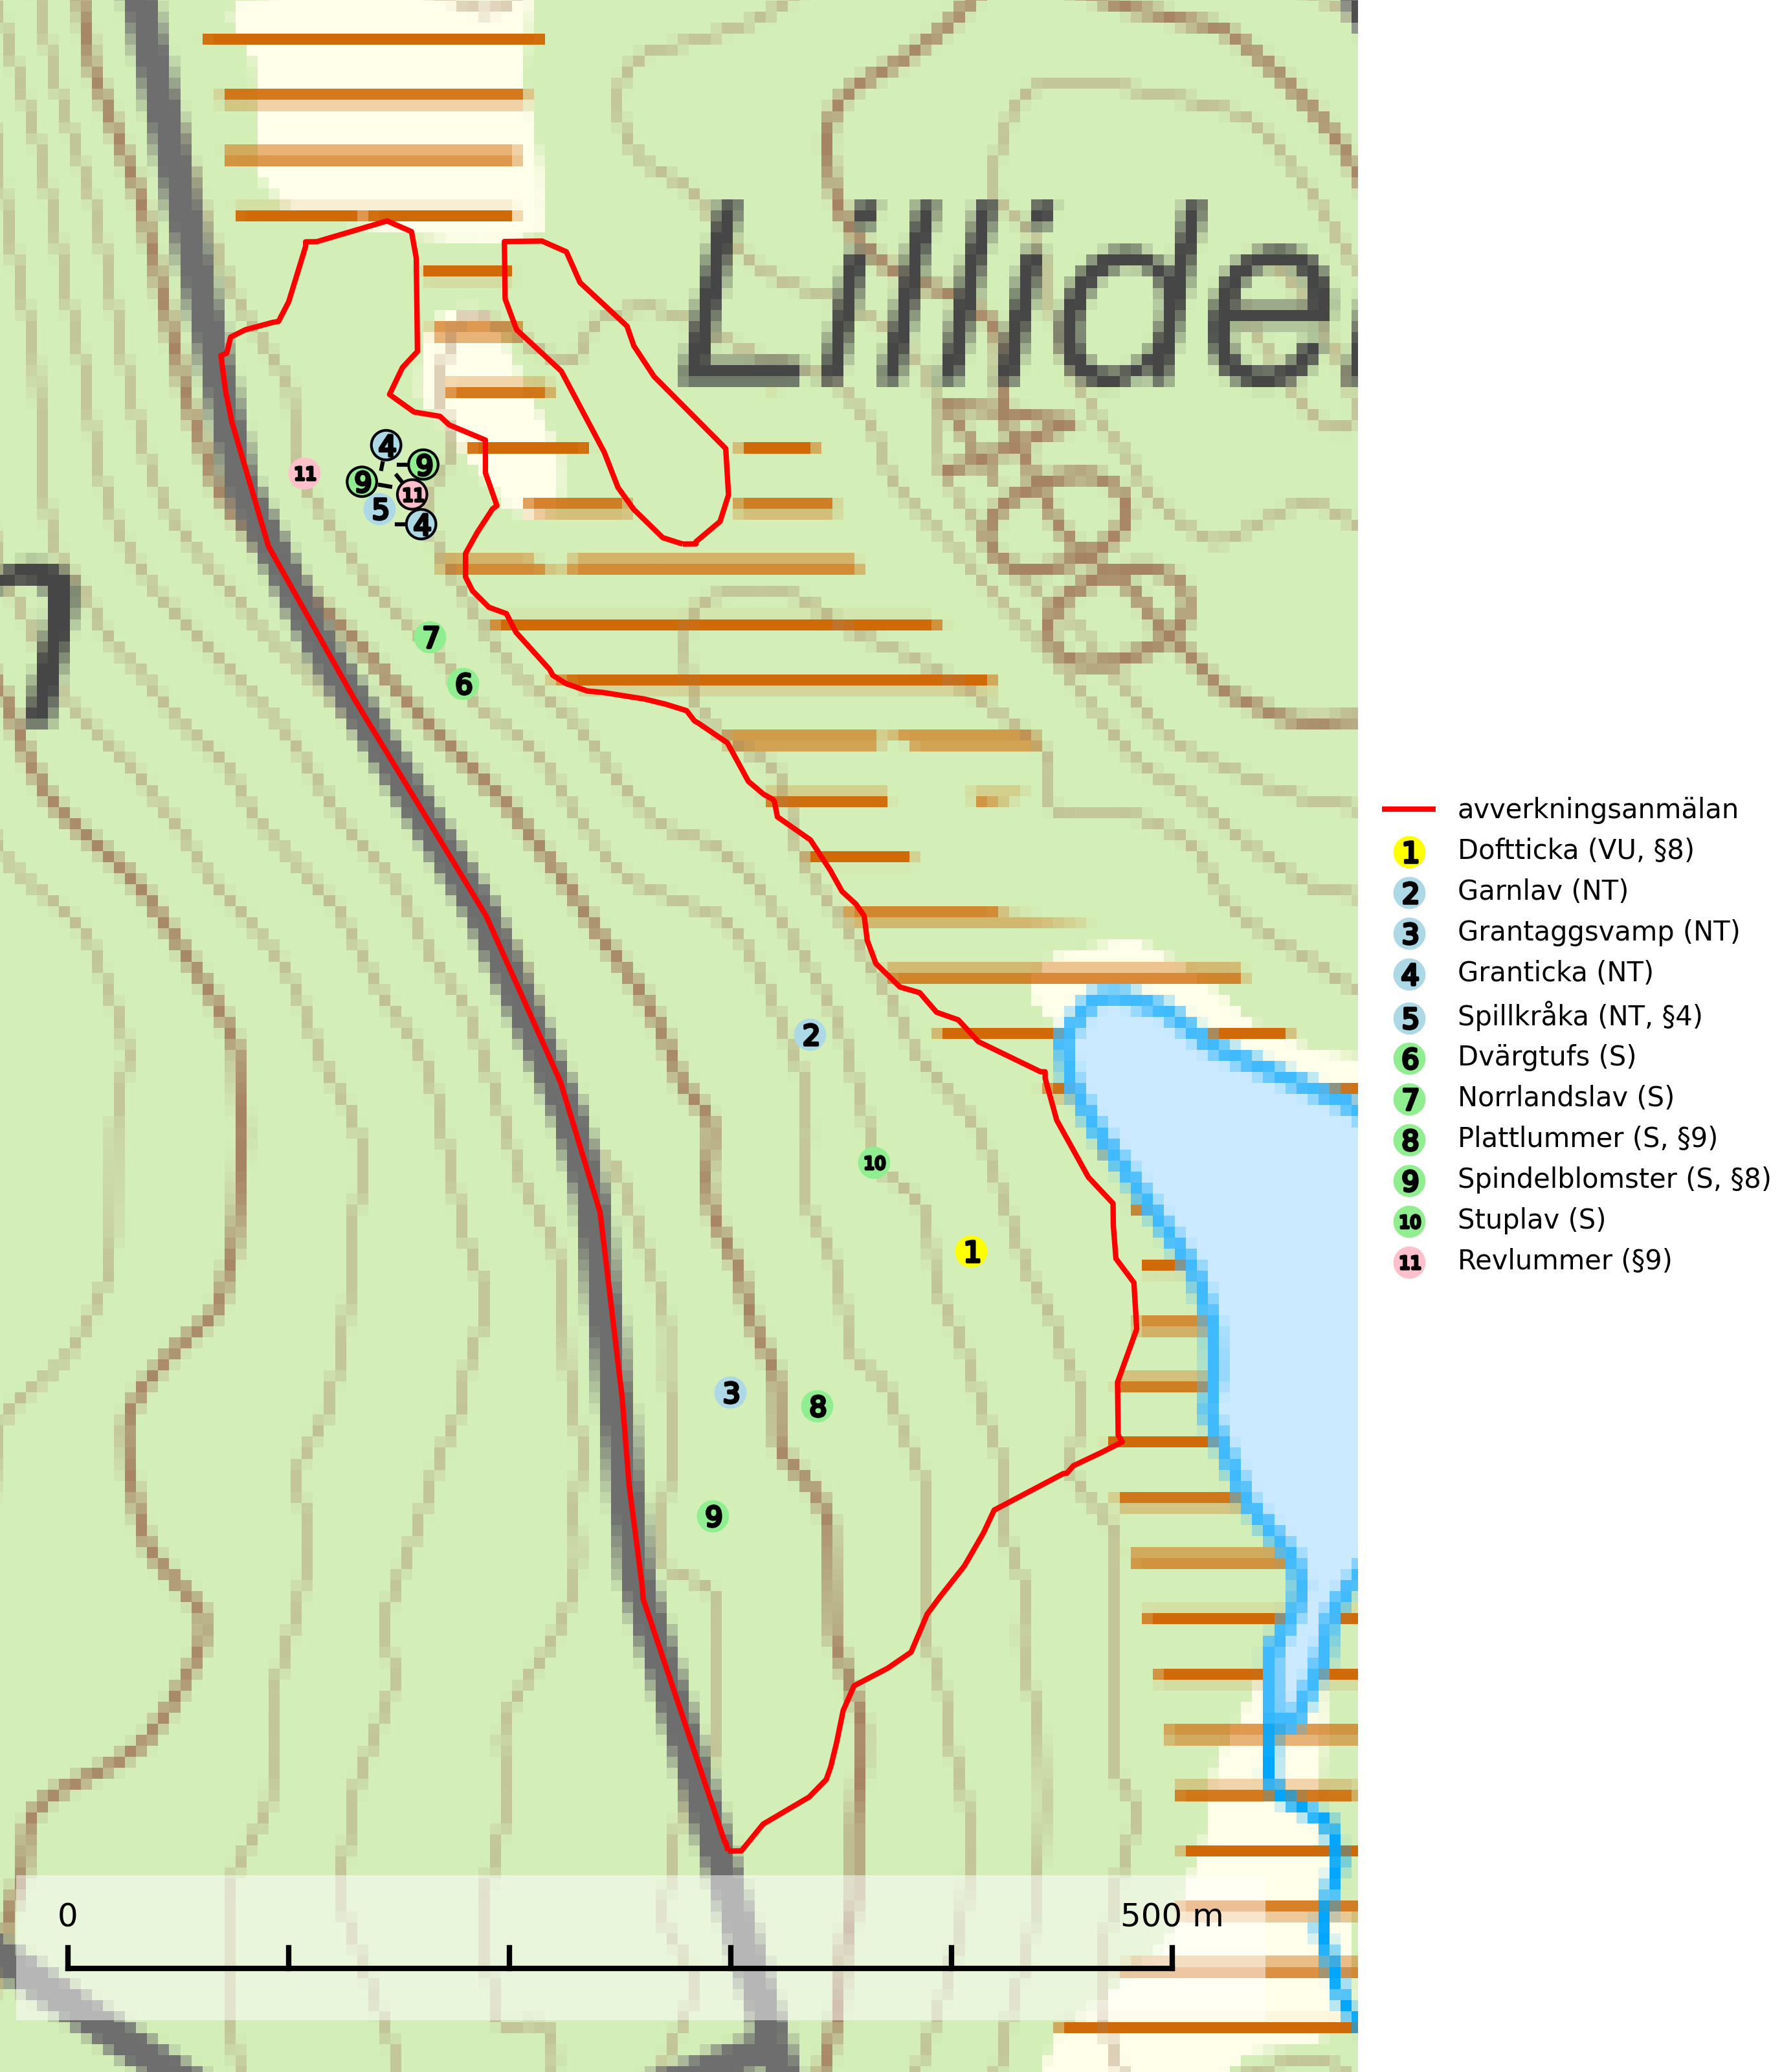 Lillide
480
7
4
9
11
9
11
5
4
7
6
2
10
1
3
8
9
0
500 m
avverkningsanmälan
1 Doftticka (VU, §8)
2 Garnlav (NT)
3 Grantaggsvamp (NT)
4 Granticka (NT)
5 Spillkråka (NT, §4)
6 Dvärgtufs (S)
7 Norrlandslav (S)
8 Plattlummer (S, §9)
9 Spindelblomster (S, §8)
10 Stuplav (S)
11 Revlummer (§9)